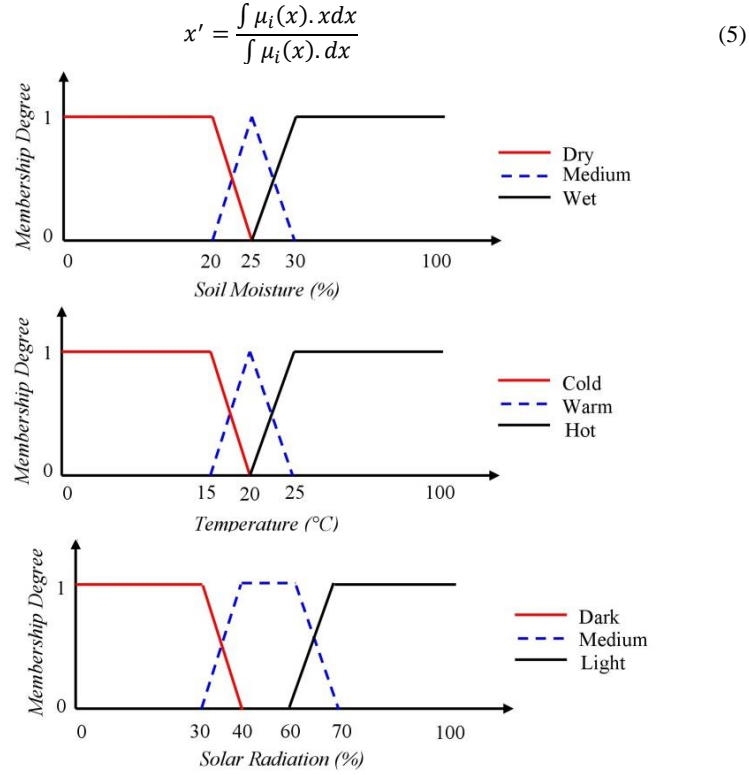 x′ = ∫ μᵢ(x). xdx / ∫ μᵢ(x). dx (5)
Membership Degree
1
0
0 20 25 30 100
Soil Moisture (%)
Dry
Medium
Wet
Membership Degree
1
0
0 15 20 25 100
Temperature (°C)
Cold
Warm
Hot
Membership Degree
1
0
0 30 40 60 70 100
Solar Radiation (%)
Dark
Medium
Light